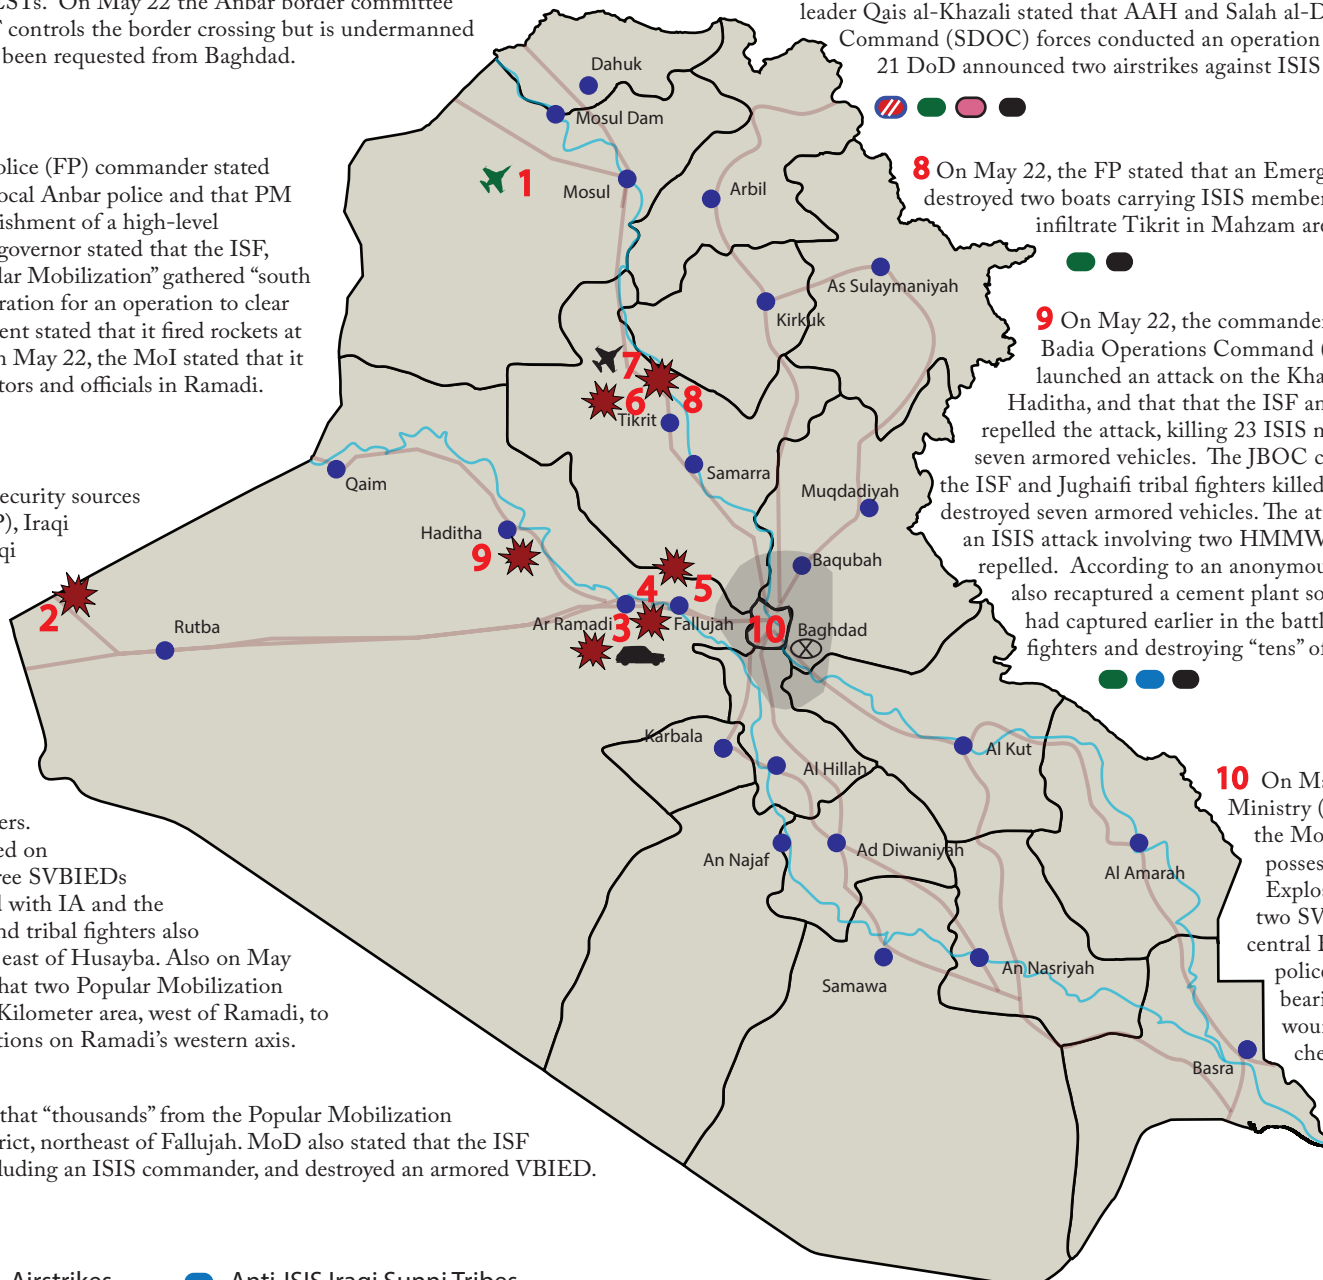 ESTs. On May 22 the Anbar border committee
controls the border crossing but is undermanned
been requested from Baghdad.
olice (FP) commander stated
ocal Anbar police and that PM
ishment of a high-level
governor stated that the ISF,
lar Mobilization” gathered “south
ration for an operation to clear
ent stated that it fired rockets at
n May 22, the MoI stated that it
tors and officials in Ramadi.
ecurity sources
P), Iraqi
qi
ers.
ed on
ree SVBIEDs
d with IA and the
nd tribal fighters also
east of Husayba. Also on May
hat two Popular Mobilization
Kilometer area, west of Ramadi, to
tions on Ramadi’s western axis.
that “thousands” from the Popular Mobilization
rict, northeast of Fallujah. MoD also stated that the ISF
luding an ISIS commander, and destroyed an armored VBIED.
Airstrikes
Anti-ISIS Iraqi Sunni Tribes
leader Qais al-Khazali stated that AAH and Salah al-D
Command (SDOC) forces conducted an operation
21 DoD announced two airstrikes against ISIS
8 On May 22, the FP stated that an Emerg
destroyed two boats carrying ISIS member
infiltrate Tikrit in Mahzam are
9 On May 22, the commander
Badia Operations Command (
launched an attack on the Kha
Haditha, and that that the ISF an
repelled the attack, killing 23 ISIS m
seven armored vehicles. The JBOC c
the ISF and Jughaifi tribal fighters killed
destroyed seven armored vehicles. The att
an ISIS attack involving two HMMW
repelled. According to an anonymou
also recaptured a cement plant so
had captured earlier in the battl
fighters and destroying “tens” of
10 On Ma
Ministry (
the Mo
posses
Explos
two SV
central B
police
beari
wour
che
Dahuk
Mosul Dam
1
Mosul
Arbil
As Sulaymaniyah
Kirkuk
7
6
8
Tikrit
Samarra
Qaim
Muqdadiyah
Haditha
9
Baqubah
4
5
2
Rutba
Ar Ramadi
3
Fallujah
10
Baghdad
Karbala
Al Hillah
Al Kut
An Najaf
Ad Diwaniyah
Al Amarah
Samawa
An Nasriyah
Basra